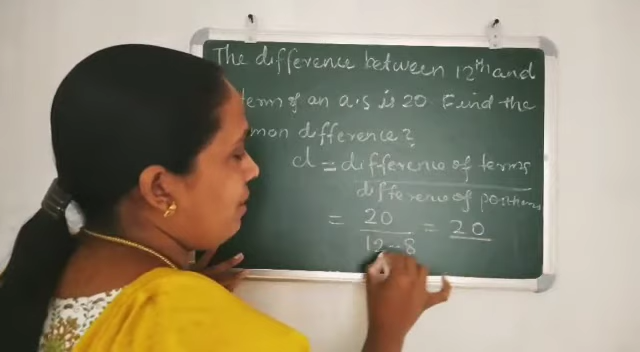 The difference between 12th and
term of an a.s is 20. Find the
mon difference?
d = difference of terms
difference of positions
= 20 = 20
12-8